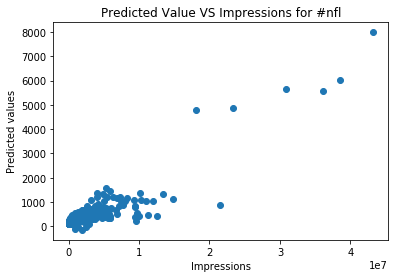 Predicted Value VS Impressions for #nfl
8000
7000
6000
5000
4000
3000
2000
1000
0
Predicted values
0 1 2 3 4
1e7
Impressions